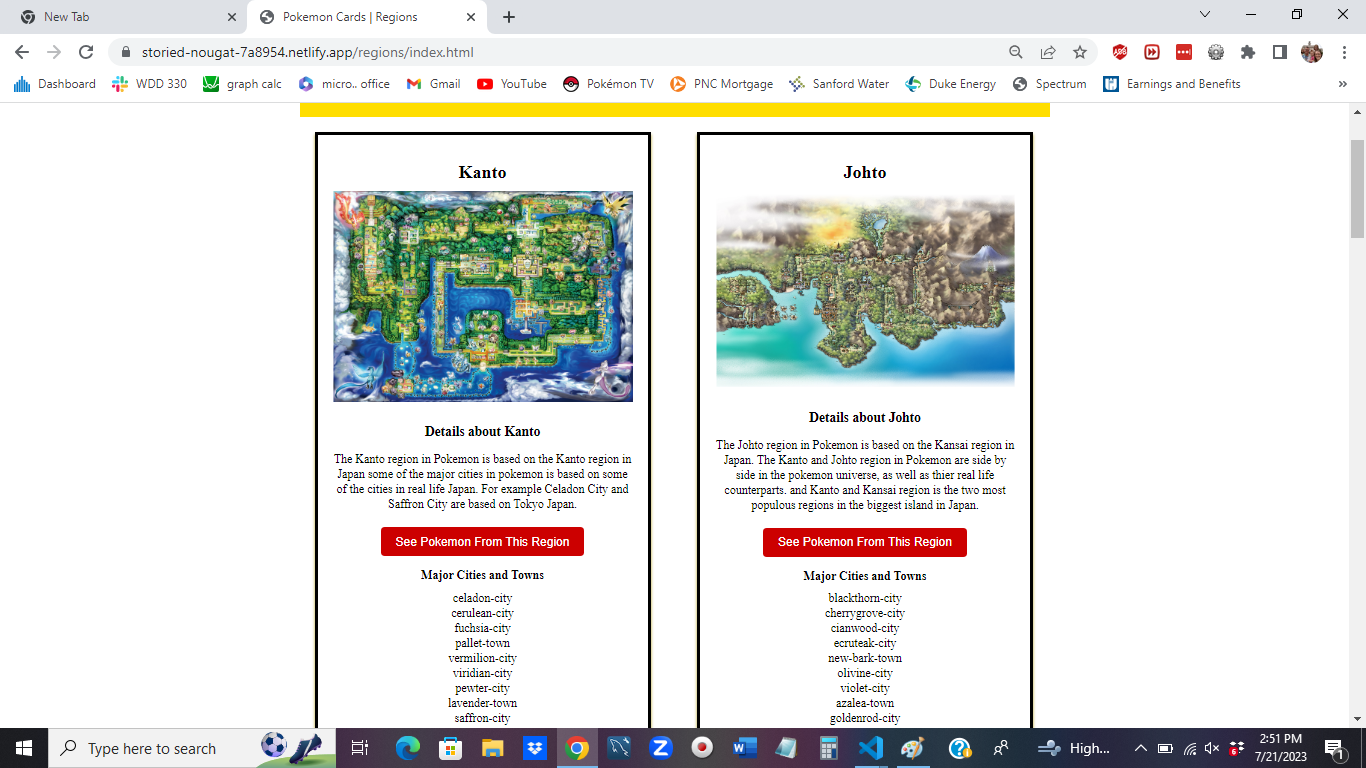 New Tab
Pokemon Cards | Regions
storied-nougat-7a8954.netlify.app/regions/index.html
Dashboard
WDD 330
graph calc
micro.. office
Gmail
YouTube
Pokémon TV
PNC Mortgage
Sanford Water
Duke Energy
Spectrum
Earnings and Benefits
»
Kanto
Details about Kanto
The Kanto region in Pokemon is based on the Kanto region in
Japan some of the major cities in pokemon is based on some
of the cities in real life Japan. For example Celadon City and
Saffron City are based on Tokyo Japan.
See Pokemon From This Region
Major Cities and Towns
celadon-city
cerulean-city
fuchsia-city
pallet-town
vermilion-city
viridian-city
pewter-city
lavender-town
saffron-city
Johto
Details about Johto
The Johto region in Pokemon is based on the Kansai region in
Japan. The Kanto and Johto region in Pokemon are side by
side in the pokemon universe, as well as thier real life
counterparts. and Kanto and Kansai region is the two most
populous regions in the biggest island in Japan.
See Pokemon From This Region
Major Cities and Towns
blackthorn-city
cherrygrove-city
cianwood-city
ecruteak-city
new-bark-town
olivine-city
violet-city
azalea-town
goldenrod-city
Type here to search
High...
2:51 PM
7/21/2023
1